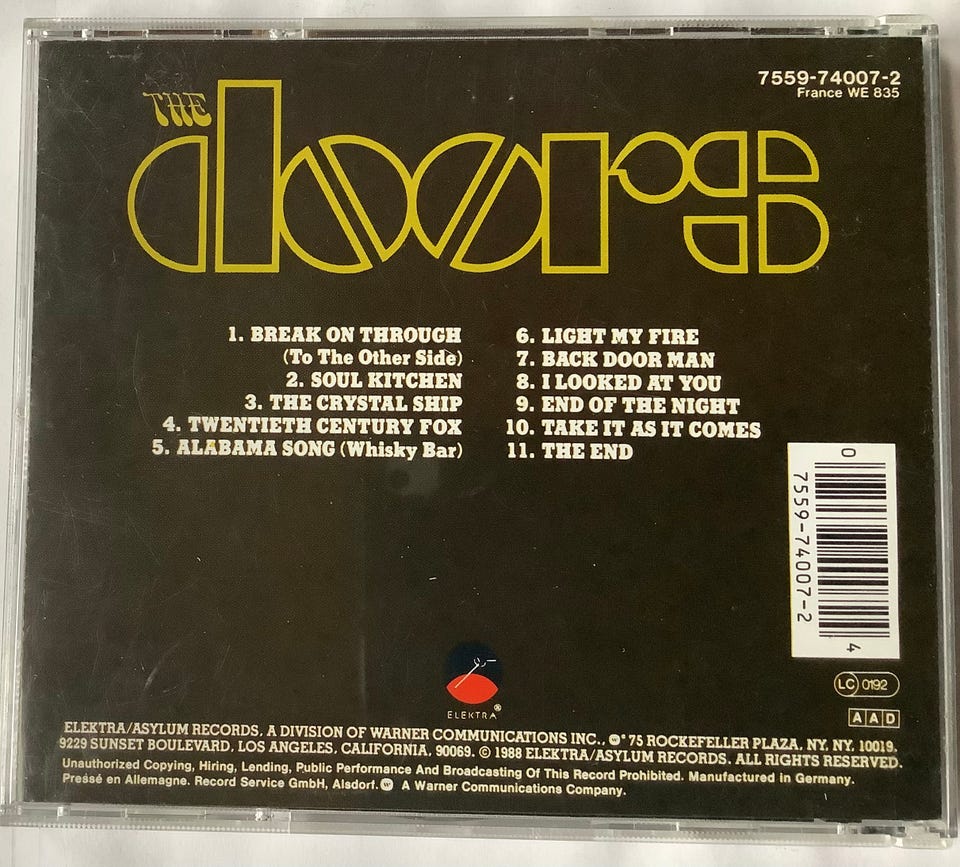 THE
doors
7559-74007-2
France WE 835
1. BREAK ON THROUGH
(To The Other Side)
2. SOUL KITCHEN
3. THE CRYSTAL SHIP
4. TWENTIETH CENTURY FOX
5. ALABAMA SONG (Whisky Bar)
6. LIGHT MY FIRE
7. BACK DOOR MAN
8. I LOOKED AT YOU
9. END OF THE NIGHT
10. TAKE IT AS IT COMES
11. THE END
0 7559-74007-2 4
LC 0192
AAD
ELEKTRA®
ELEKTRA/ASYLUM RECORDS, A DIVISION OF WARNER COMMUNICATIONS INC., 75 ROCKEFELLER PLAZA, NY, NY, 10019.
9229 SUNSET BOULEVARD, LOS ANGELES, CALIFORNIA, 90069. © 1988 ELEKTRA/ASYLUM RECORDS. ALL RIGHTS RESERVED.
Unauthorized Copying, Hiring, Lending, Public Performance And Broadcasting Of This Record Prohibited. Manufactured in Germany.
Pressé en Allemagne. Record Service GmbH, Alsdorf. A Warner Communications Company.